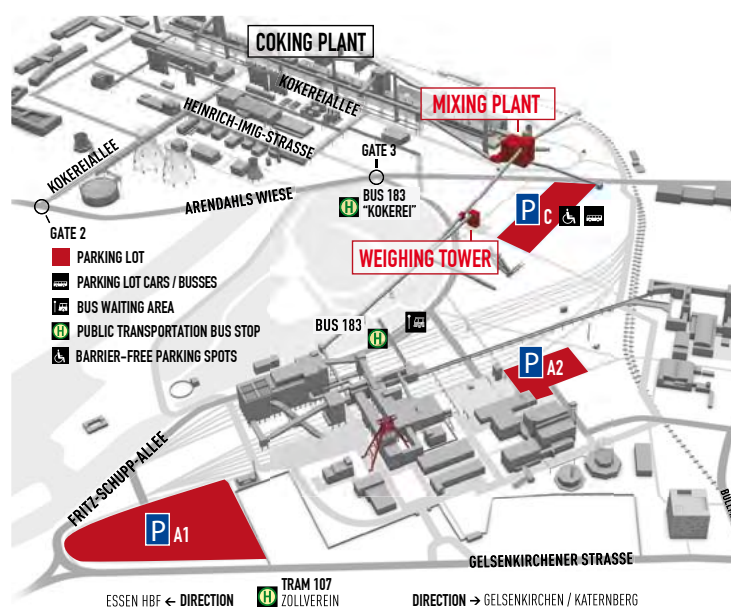 COKING PLANT
KOKEREIALLEE
MIXING PLANT
HEINRICH-IMIG-STRASSE
KOKEREIALLEE
GATE 3
ARENDAHLS WIESE
H BUS 183
"KOKEREI"
P C
GATE 2
WEIGHING TOWER
PARKING LOT
PARKING LOT CARS / BUSSES
BUS WAITING AREA
H PUBLIC TRANSPORTATION BUS STOP
BARRIER-FREE PARKING SPOTS
BUS 183
H
P A2
FRITZ-SCHUPP-ALLEE
P A1
GELSENKIRCHENER STRASSE
ESSEN HBF ← DIRECTION
H TRAM 107
ZOLLVEREIN
DIRECTION → GELSENKIRCHEN / KATERNBERG